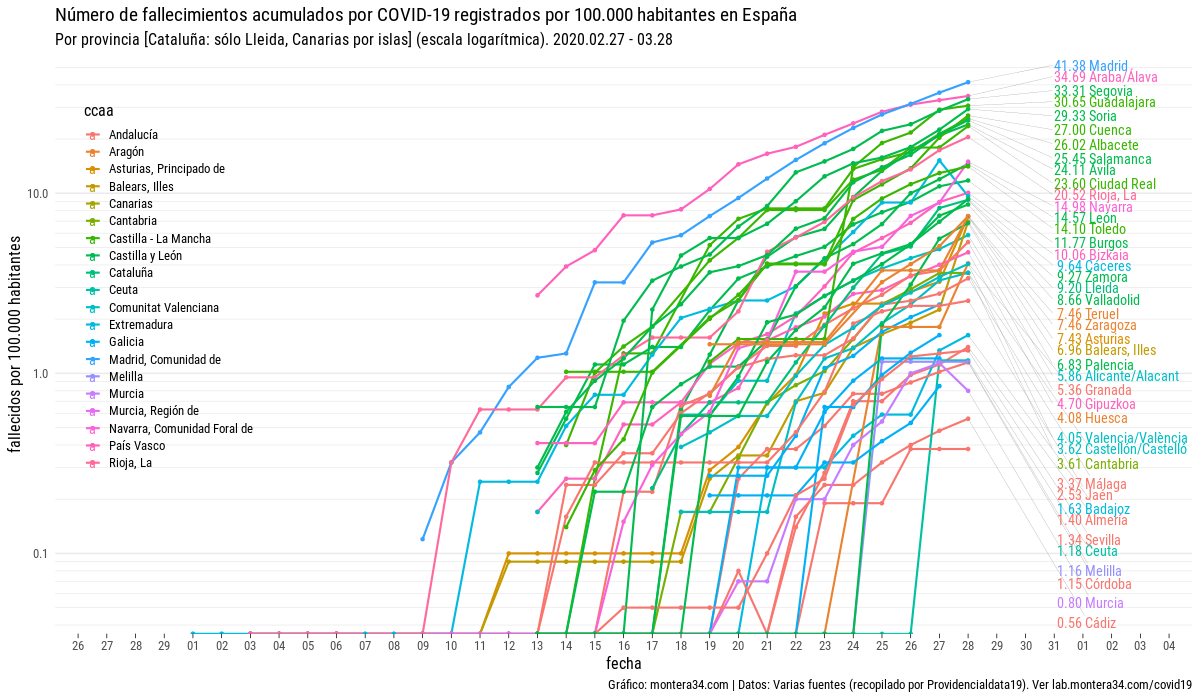 Número de fallecimientos acumulados por COVID-19 registrados por 100.000 habitantes en España
Por provincia [Cataluña: sólo Lleida, Canarias por islas] (escala logarítmica). 2020.02.27 - 03.28
ccaa
Andalucía
Aragón
Asturias, Principado de
Balears, Illes
Canarias
Cantabria
Castilla - La Mancha
Castilla y León
Cataluña
Ceuta
Comunitat Valenciana
Extremadura
Galicia
Madrid, Comunidad de
Melilla
Murcia
Murcia, Región de
Navarra, Comunidad Foral de
País Vasco
Rioja, La
fallecidos por 100.000 habitantes
10.0
1.0
0.1
41.38 Madrid
34.69 Araba/Álava
33.31 Segovia
30.65 Guadalajara
29.33 Soria
27.00 Cuenca
26.02 Albacete
25.45 Salamanca
24.11 Ávila
23.60 Ciudad Real
20.52 Rioja, La
14.98 Navarra
14.57 León
14.10 Toledo
11.77 Burgos
10.06 Bizkaia
9.64 Cáceres
9.27 Zamora
9.20 Lleida
8.66 Valladolid
7.46 Teruel
7.46 Zaragoza
7.43 Asturias
6.96 Balears, Illes
6.83 Palencia
5.86 Alicante/Alacant
5.36 Granada
4.70 Gipuzkoa
4.08 Huesca
4.05 Valencia/València
3.62 Castellón/Castelló
3.61 Cantabria
3.37 Málaga
2.53 Jaén
1.63 Badajoz
1.40 Almería
1.34 Sevilla
1.18 Ceuta
1.16 Melilla
1.15 Córdoba
0.80 Murcia
0.56 Cádiz
26 27 28 29 01 02 03 04 05 06 07 08 09 10 11 12 13 14 15 16 17 18 19 20 21 22 23 24 25 26 27 28 29 30 31 01 02 03 04
fecha
Gráfico: montera34.com | Datos: Varias fuentes (recopilado por Providencialdata19). Ver lab.montera34.com/covid19